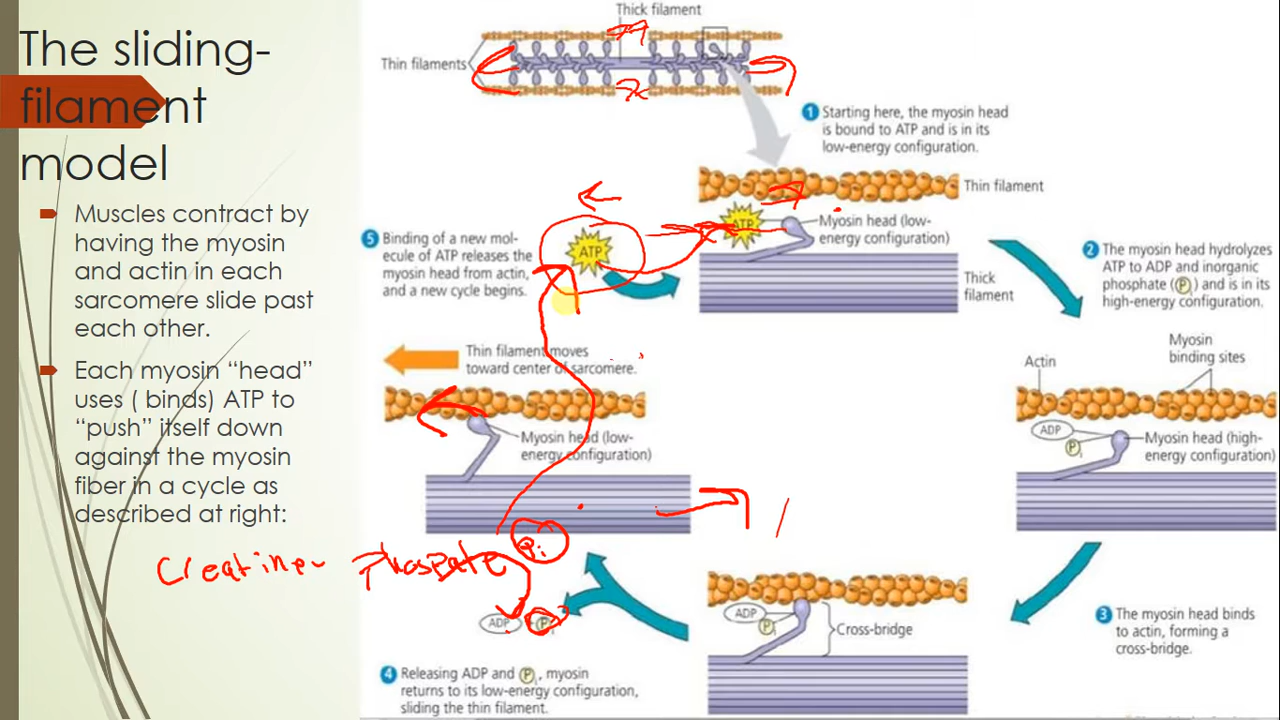 The sliding-
filament
model
Muscles contract by
having the myosin
and actin in each
sarcomere slide past
each other.
Each myosin “head”
uses ( binds) ATP to
“push” itself down
against the myosin
fiber in a cycle as
described at right:
Thick filament
Thin filaments
1 Starting here, the myosin head
is bound to ATP and is in its
low-energy configuration.
Thin filament
ATP
Myosin head (low-
energy configuration)
Thick
filament
2 The myosin head hydrolyzes
ATP to ADP and inorganic
phosphate (Pi) and is in its
high-energy configuration.
Actin
Myosin
binding sites
ADP
Pi
Myosin head (high-
energy configuration)
3 The myosin head binds
to actin, forming a
cross-bridge.
ADP
Pi
Cross-bridge
4 Releasing ADP and Pi, myosin
returns to its low-energy configuration,
sliding the thin filament.
ADP
Pi
Creatine Phospate
Pi
Thin filament moves
toward center of sarcomere.
Myosin head (low-
energy configuration)
5 Binding of a new mol-
ecule of ATP releases the
myosin head from actin,
and a new cycle begins.
ATP